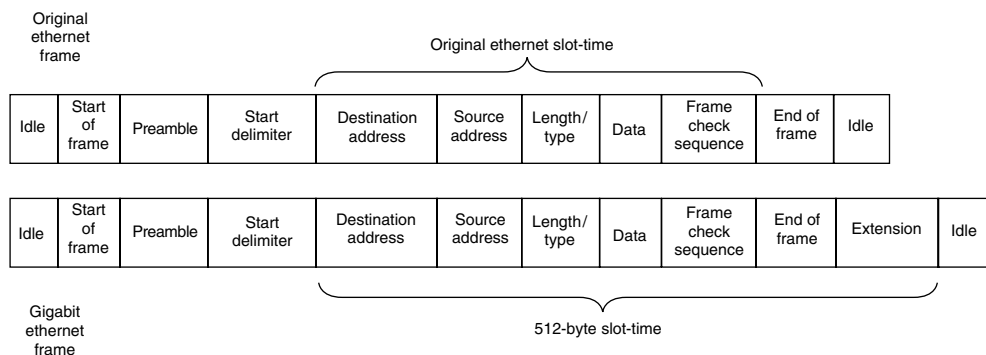 Original
ethernet
frame
Original ethernet slot-time
Idle
Start
of
frame
Preamble
Start
delimiter
Destination
address
Source
address
Length/
type
Data
Frame
check
sequence
End of
frame
Idle
Idle
Start
of
frame
Preamble
Start
delimiter
Destination
address
Source
address
Length/
type
Data
Frame
check
sequence
End of
frame
Extension
Idle
Gigabit
ethernet
frame
512-byte slot-time